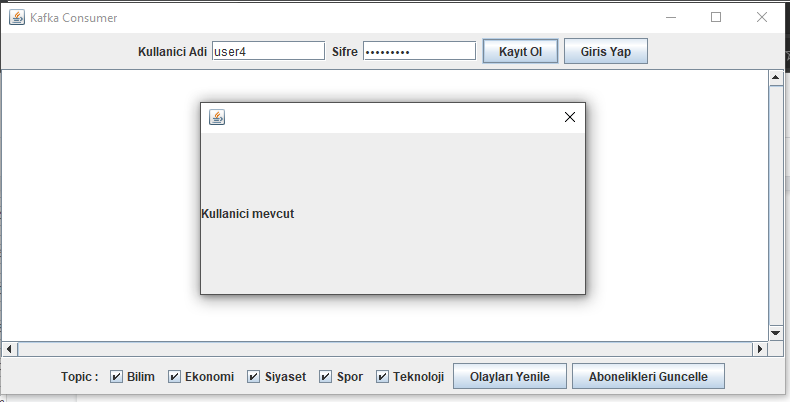 Kafka Consumer
Kullanici Adi user4 Sifre ••••••••• Kayıt Ol Giris Yap
Kullanici mevcut
Topic : Bilim Ekonomi Siyaset Spor Teknoloji Olayları Yenile Abonelikleri Guncelle